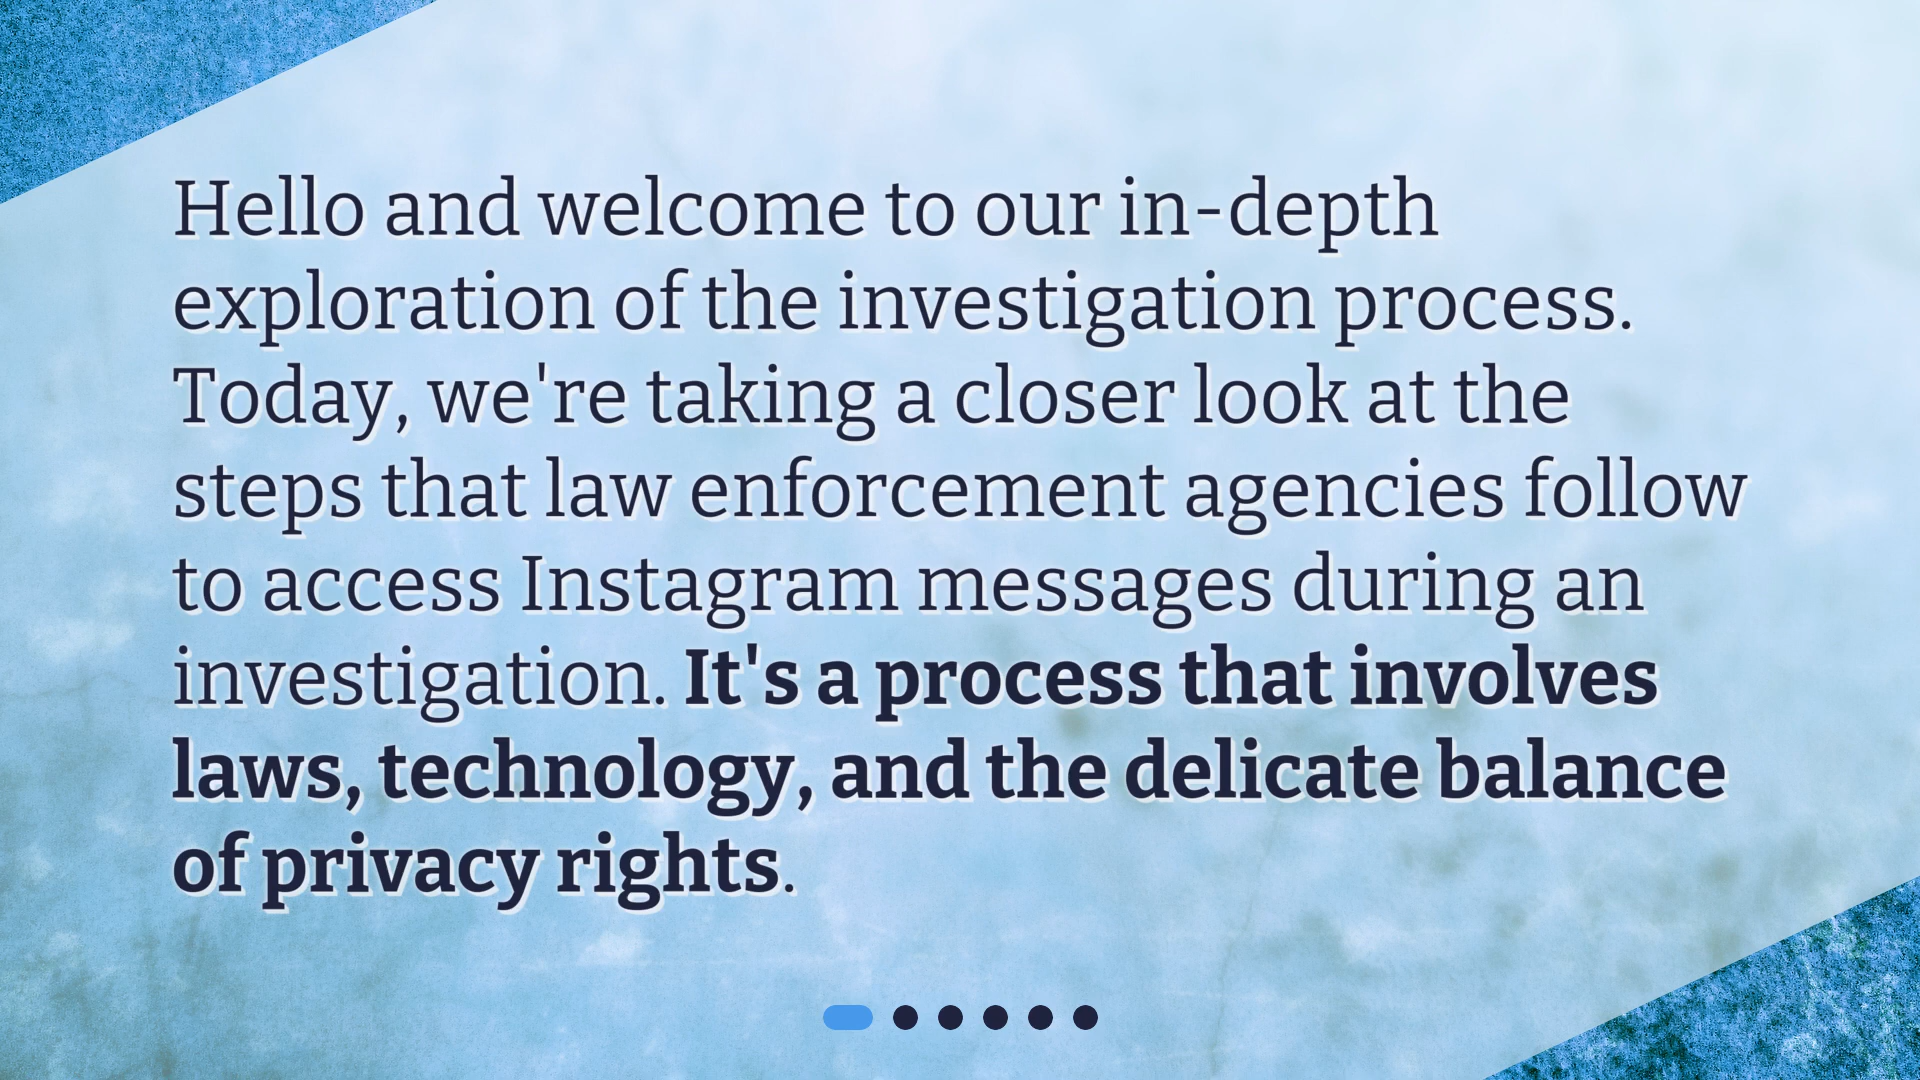 Hello and welcome to our in-depth
exploration of the investigation process.
Today, we're taking a closer look at the
steps that law enforcement agencies follow
to access Instagram messages during an
investigation. It's a process that involves
laws, technology, and the delicate balance
of privacy rights.